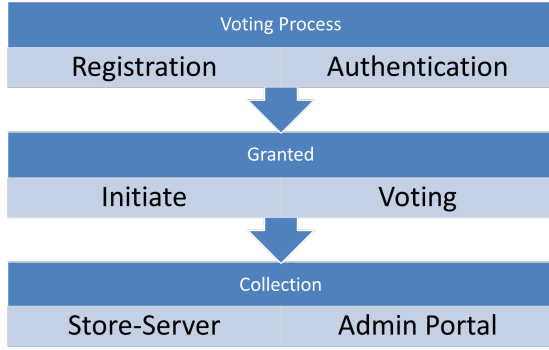 Voting Process
Registration Authentication
Granted
Initiate Voting
Collection
Store-Server Admin Portal